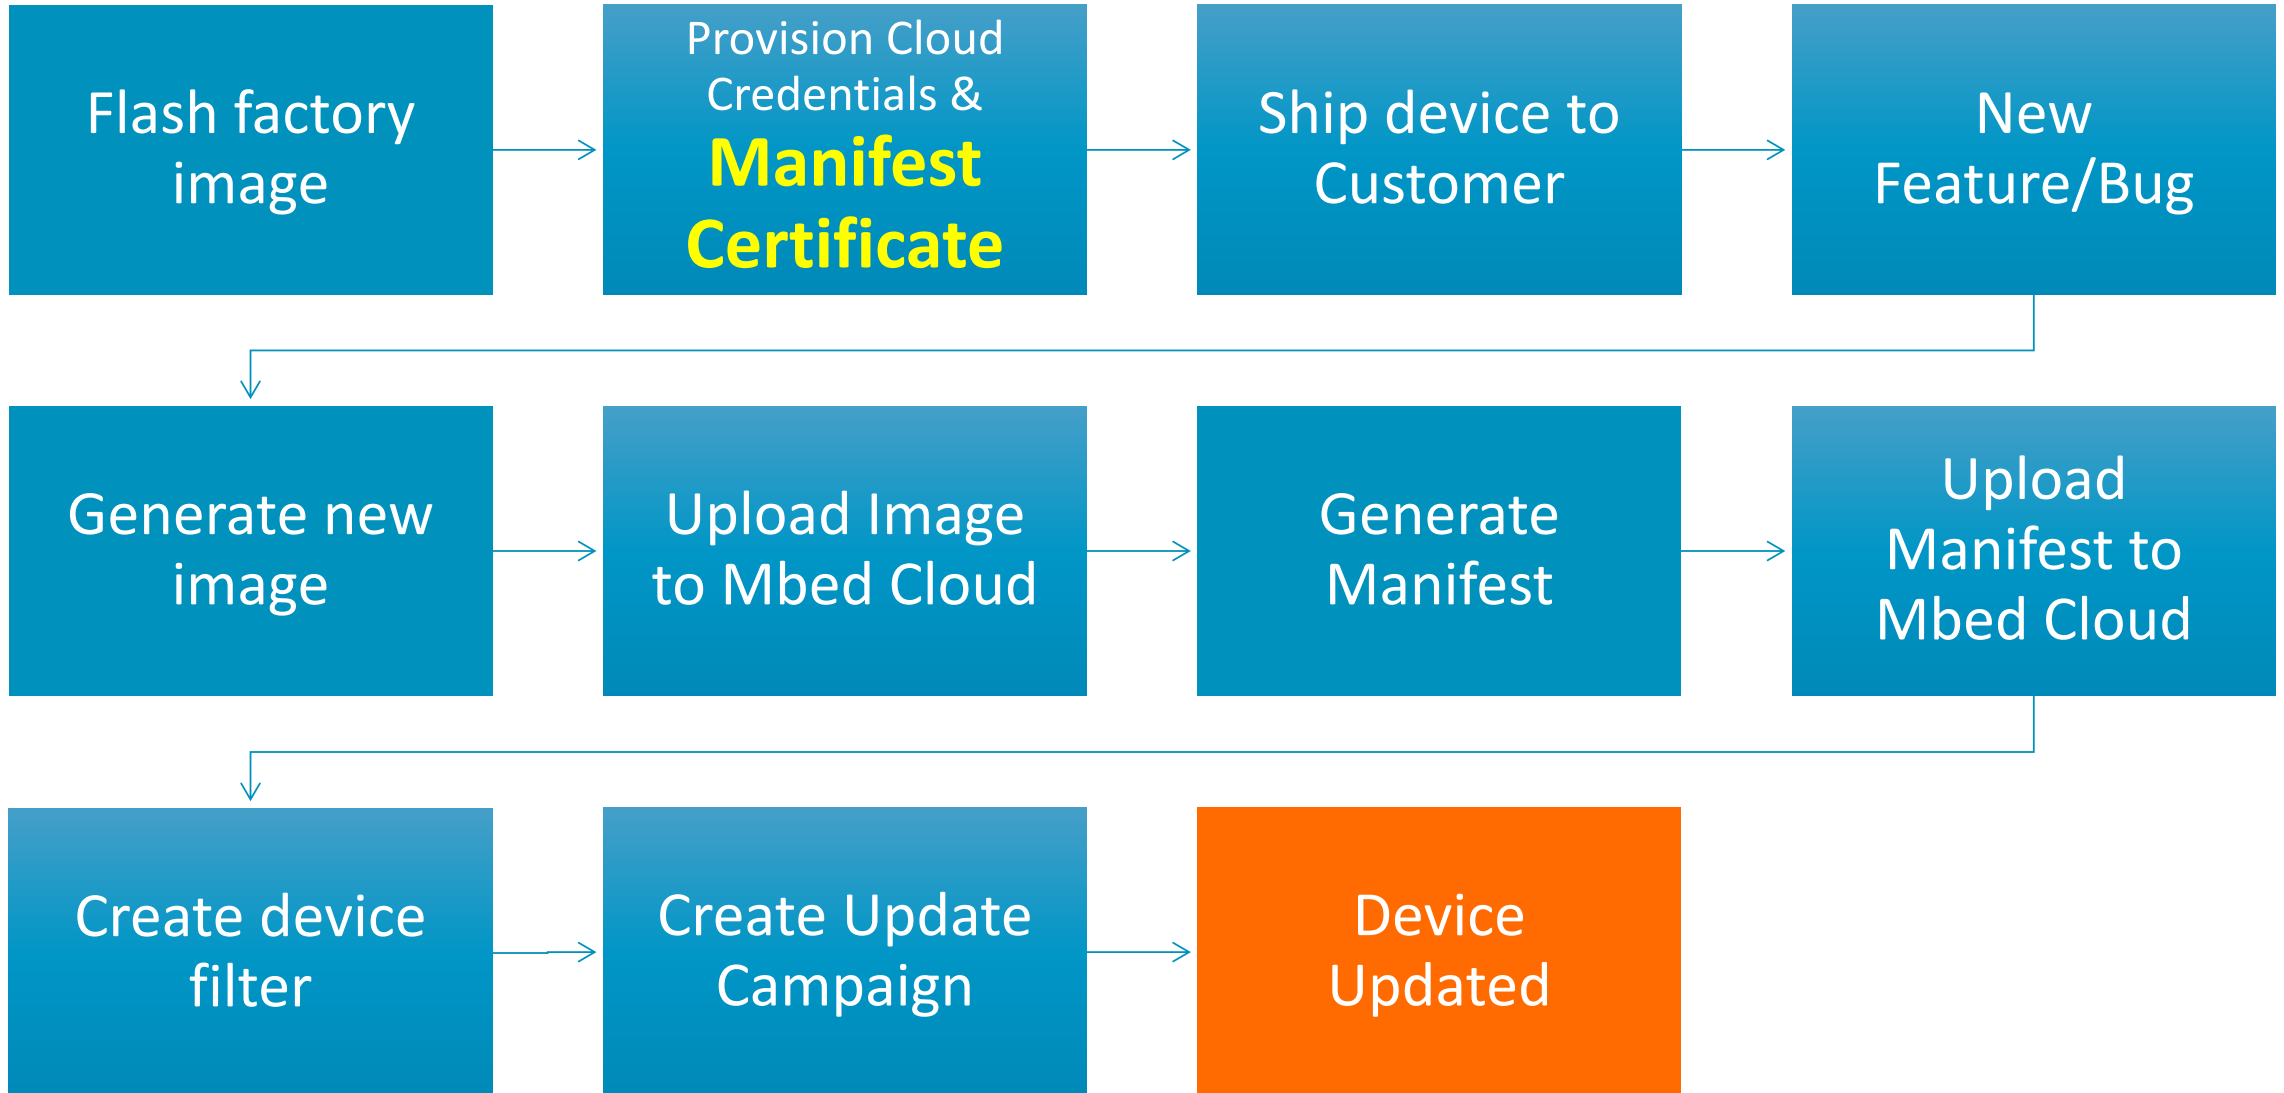 Flash factory
image
Provision Cloud
Credentials &
Manifest
Certificate
Ship device to
Customer
New
Feature/Bug
Generate new
image
Upload Image
to Mbed Cloud
Generate
Manifest
Upload
Manifest to
Mbed Cloud
Create device
filter
Create Update
Campaign
Device
Updated